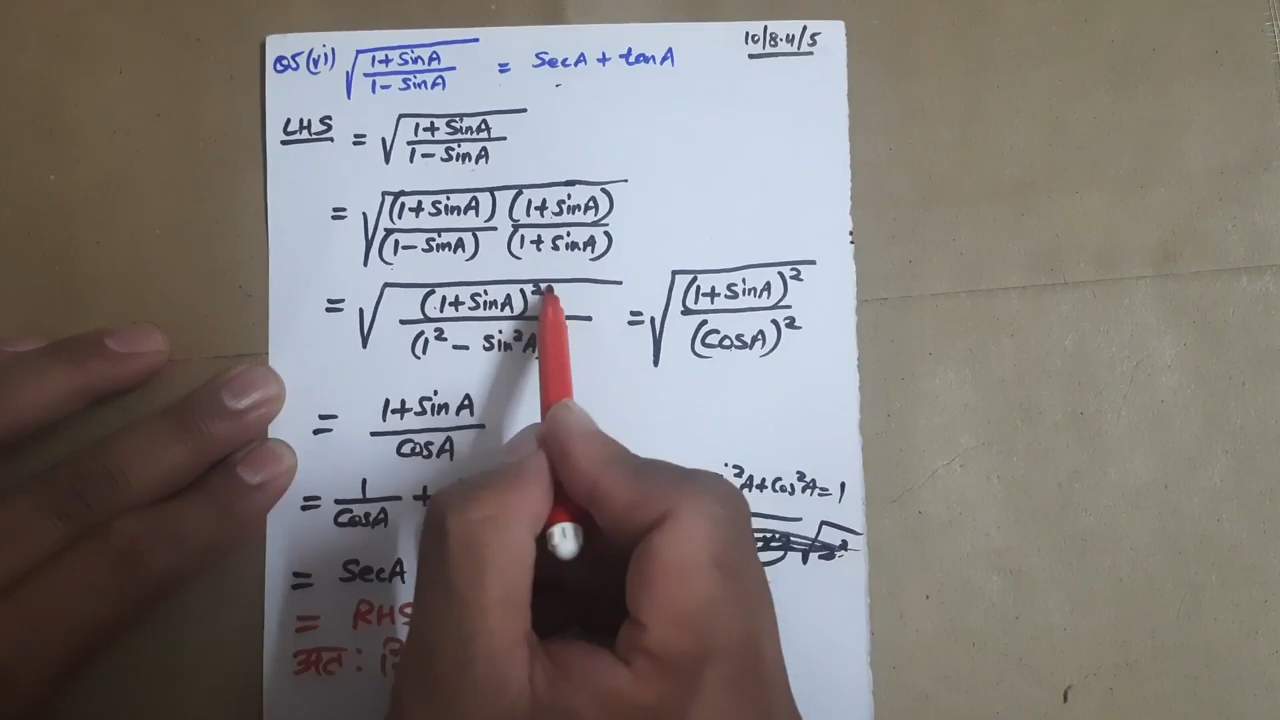 10/8.4/5
Q5(vi) √((1+SinA)/(1-SinA)) = SecA + tanA
LHS = √((1+SinA)/(1-SinA))
= √((1+SinA)(1+SinA)/(1-SinA)(1+SinA))
= √((1+SinA)²/(1²-Sin²A)) = √((1+SinA)²/(CosA)²)
= (1+SinA)/CosA
²A+Cos²A=1
= 1/CosA +
= SecA
= RHS
अतः